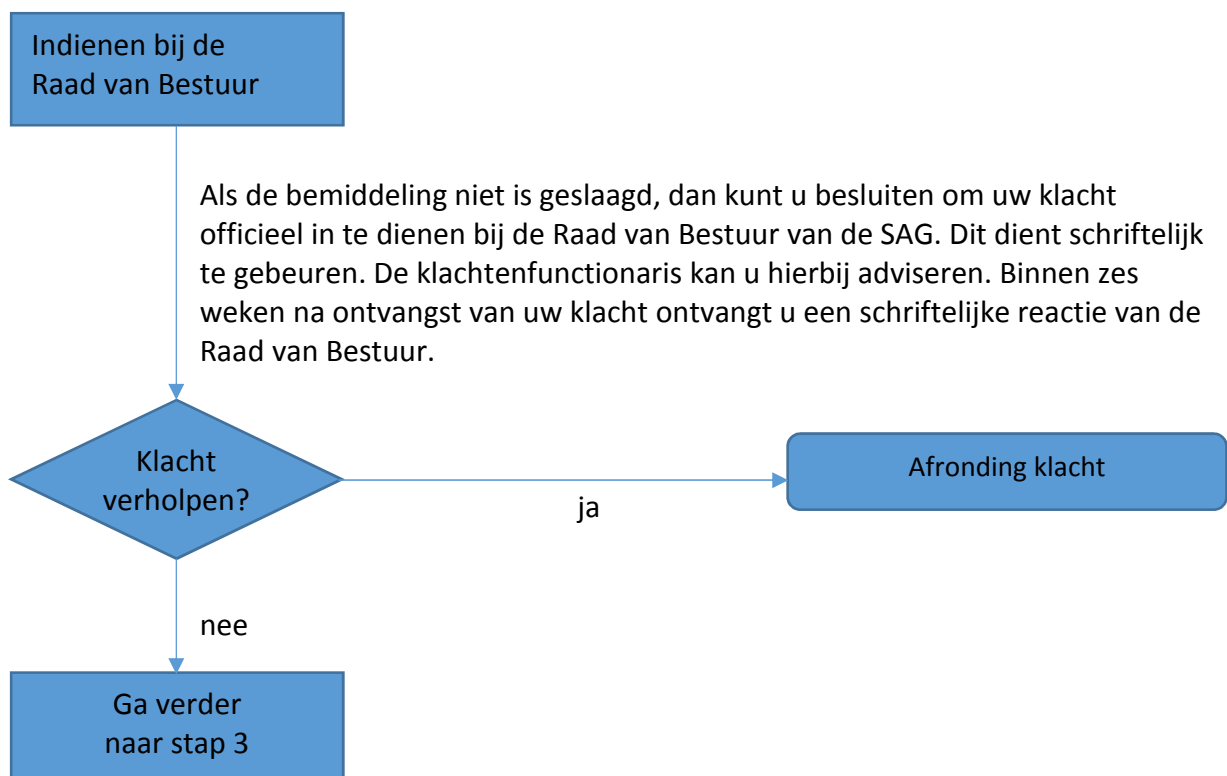 Indienen bij de
Raad van Bestuur
Als de bemiddeling niet is geslaagd, dan kunt u besluiten om uw klacht
officieel in te dienen bij de Raad van Bestuur van de SAG. Dit dient schriftelijk
te gebeuren. De klachtenfunctionaris kan u hierbij adviseren. Binnen zes
weken na ontvangst van uw klacht ontvangt u een schriftelijke reactie van de
Raad van Bestuur.
Klacht
verholpen?
ja
Afronding klacht
nee
Ga verder
naar stap 3